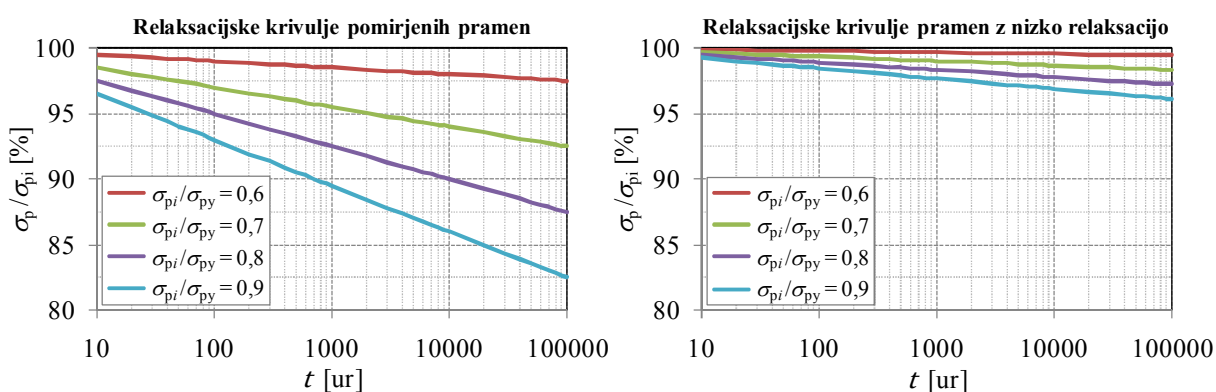 Relaksacijske krivulje pomirjenih pramen
100
95
90
85
80
σp/σpi [%]
σpi/σpy = 0,6
σpi/σpy = 0,7
σpi/σpy = 0,8
σpi/σpy = 0,9
10 100 1000 10000 100000
t [ur]
Relaksacijske krivulje pramen z nizko relaksacijo
100
95
90
85
80
σp/σpi [%]
σpi/σpy = 0,6
σpi/σpy = 0,7
σpi/σpy = 0,8
σpi/σpy = 0,9
10 100 1000 10000 100000
t [ur]